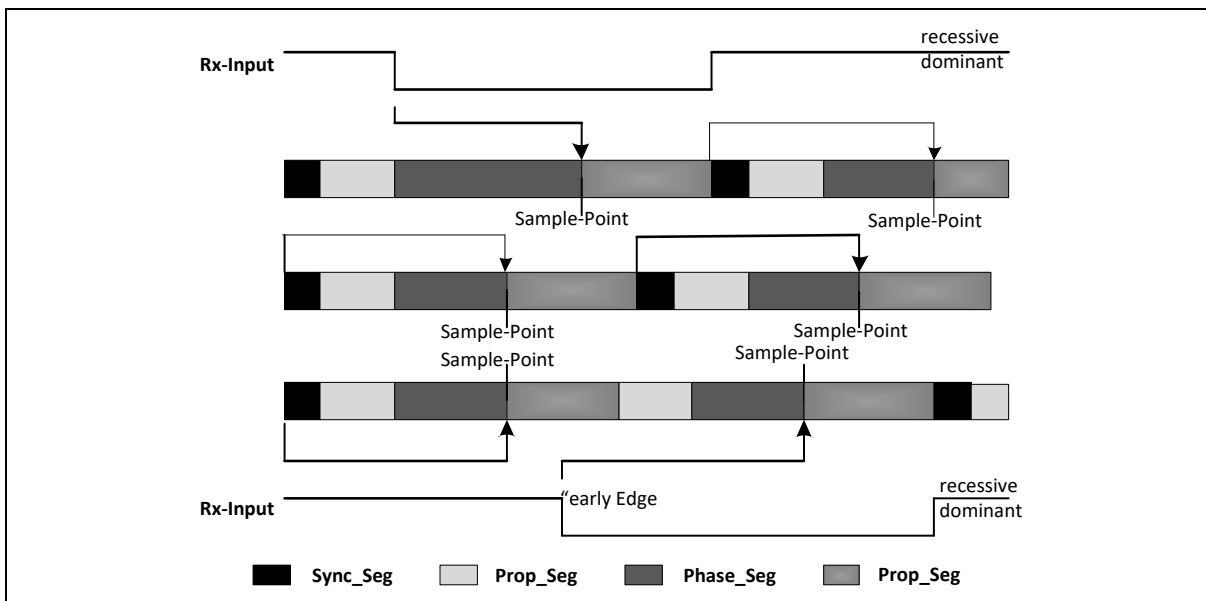 recessive
Rx-Input
dominant
Sample-Point
Sample-Point
Sample-Point
Sample-Point
Sample-Point
Sample-Point
“early Edge
recessive
Rx-Input
dominant
Sync_Seg
Prop_Seg
Phase_Seg
Prop_Seg